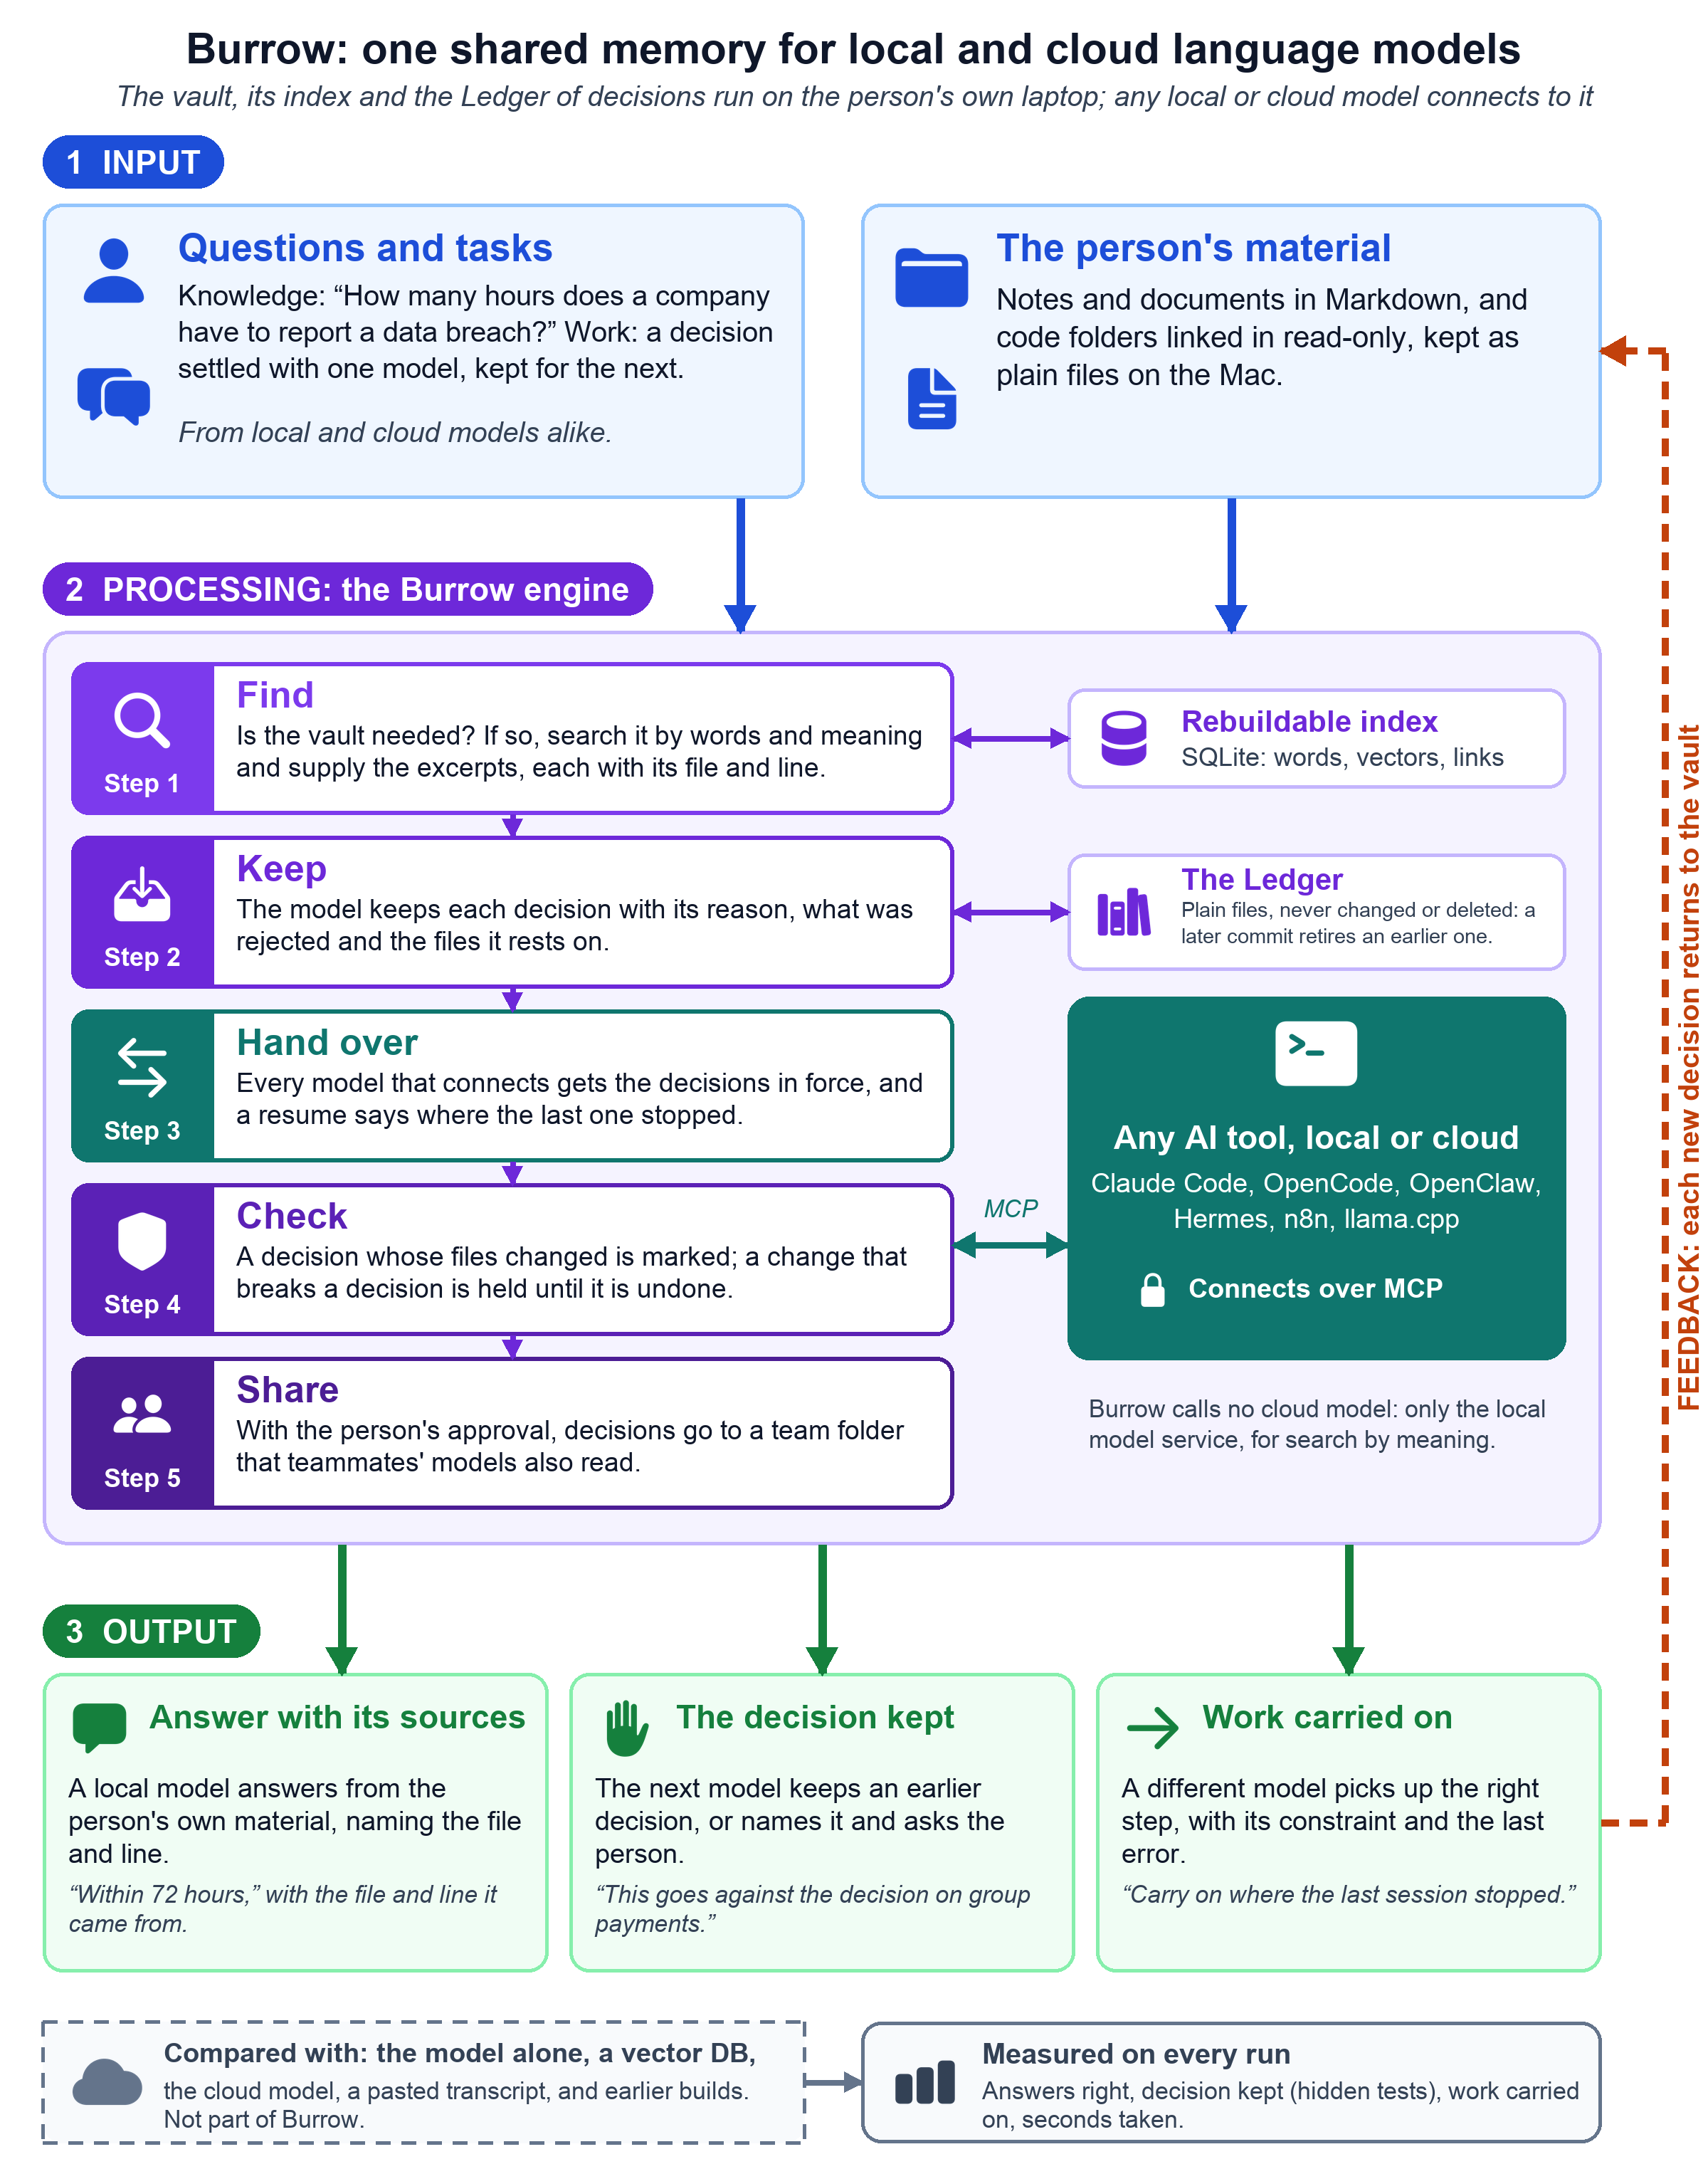 Burrow: one shared memory for local and cloud language models
The vault, its index and the Ledger of decisions run on the person's own laptop; any local or cloud model connects to it
1 INPUT
Questions and tasks
Knowledge: “How many hours does a company
have to report a data breach?” Work: a decision
settled with one model, kept for the next.
From local and cloud models alike.
The person's material
Notes and documents in Markdown, and
code folders linked in read-only, kept as
plain files on the Mac.
2 PROCESSING: the Burrow engine
Step 1
Find
Is the vault needed? If so, search it by words and meaning
and supply the excerpts, each with its file and line.
Rebuildable index
SQLite: words, vectors, links
Step 2
Keep
The model keeps each decision with its reason, what was
rejected and the files it rests on.
The Ledger
Plain files, never changed or deleted: a
later commit retires an earlier one.
Step 3
Hand over
Every model that connects gets the decisions in force, and
a resume says where the last one stopped.
Step 4
Check
A decision whose files changed is marked; a change that
breaks a decision is held until it is undone.
MCP
>_
Any AI tool, local or cloud
Claude Code, OpenCode, OpenClaw,
Hermes, n8n, llama.cpp
Connects over MCP
Step 5
Share
With the person's approval, decisions go to a team folder
that teammates' models also read.
Burrow calls no cloud model: only the local
model service, for search by meaning.
FEEDBACK: each new decision returns to the vault
3 OUTPUT
Answer with its sources
A local model answers from the
person's own material, naming the file
and line.
“Within 72 hours,” with the file and line it
came from.
The decision kept
The next model keeps an earlier
decision, or names it and asks the
person.
“This goes against the decision on group
payments.”
Work carried on
A different model picks up the right
step, with its constraint and the last
error.
“Carry on where the last session stopped.”
Compared with: the model alone, a vector DB,
the cloud model, a pasted transcript, and earlier builds.
Not part of Burrow.
Measured on every run
Answers right, decision kept (hidden tests), work carried
on, seconds taken.